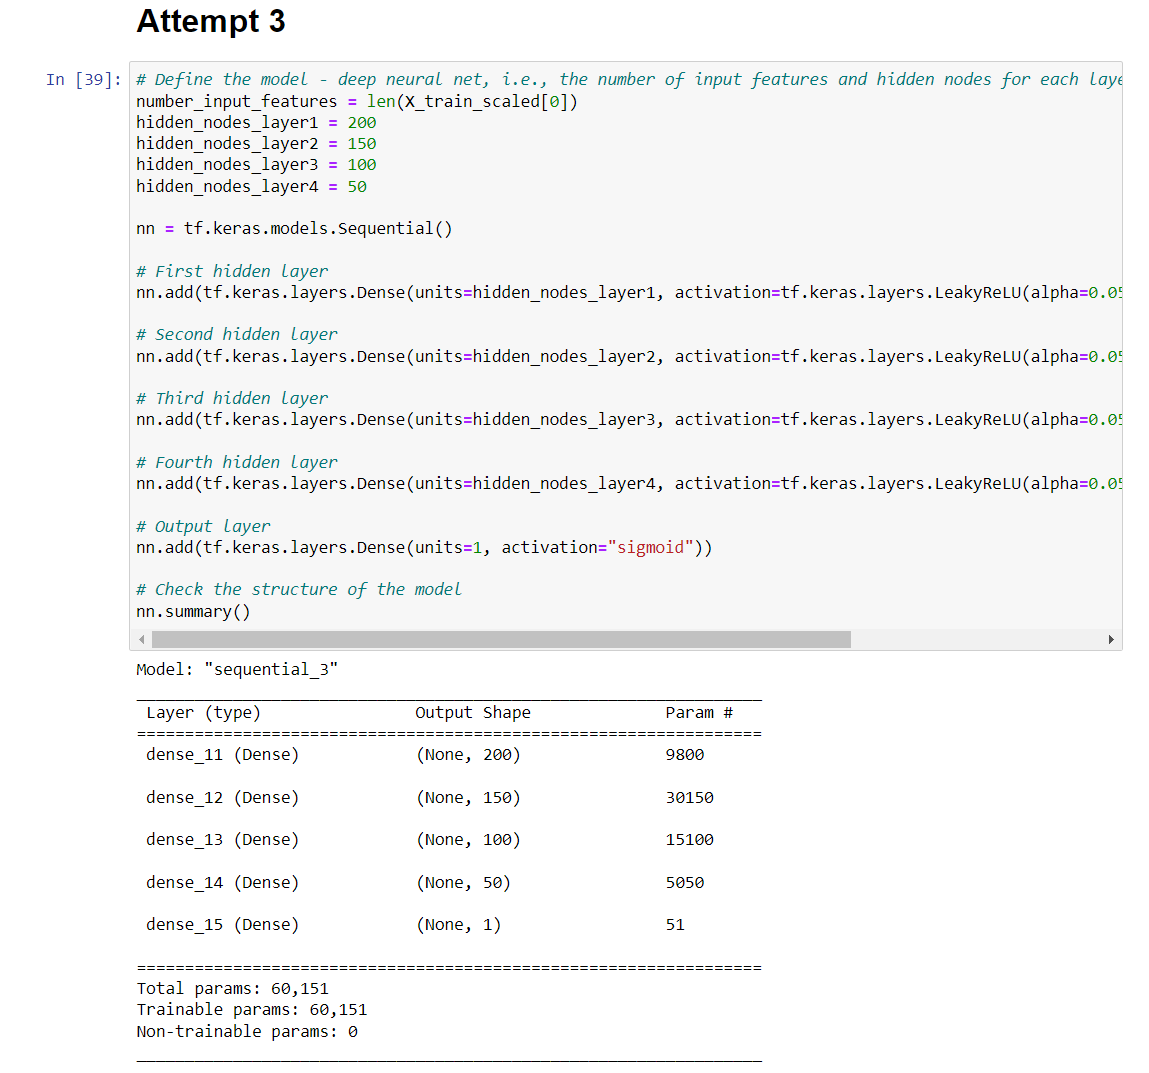 Attempt 3
In [39]: # Define the model - deep neural net, i.e., the number of input features and hidden nodes for each laye
number_input_features = len(X_train_scaled[0])
hidden_nodes_layer1 = 200
hidden_nodes_layer2 = 150
hidden_nodes_layer3 = 100
hidden_nodes_layer4 = 50
nn = tf.keras.models.Sequential()
# First hidden layer
nn.add(tf.keras.layers.Dense(units=hidden_nodes_layer1, activation=tf.keras.layers.LeakyReLU(alpha=0.05
# Second hidden layer
nn.add(tf.keras.layers.Dense(units=hidden_nodes_layer2, activation=tf.keras.layers.LeakyReLU(alpha=0.05
# Third hidden layer
nn.add(tf.keras.layers.Dense(units=hidden_nodes_layer3, activation=tf.keras.layers.LeakyReLU(alpha=0.05
# Fourth hidden layer
nn.add(tf.keras.layers.Dense(units=hidden_nodes_layer4, activation=tf.keras.layers.LeakyReLU(alpha=0.05
# Output layer
nn.add(tf.keras.layers.Dense(units=1, activation="sigmoid"))
# Check the structure of the model
nn.summary()
Model: "sequential_3"
Layer (type) Output Shape Param #
dense_11 (Dense) (None, 200) 9800
dense_12 (Dense) (None, 150) 30150
dense_13 (Dense) (None, 100) 15100
dense_14 (Dense) (None, 50) 5050
dense_15 (Dense) (None, 1) 51
Total params: 60,151
Trainable params: 60,151
Non-trainable params: 0